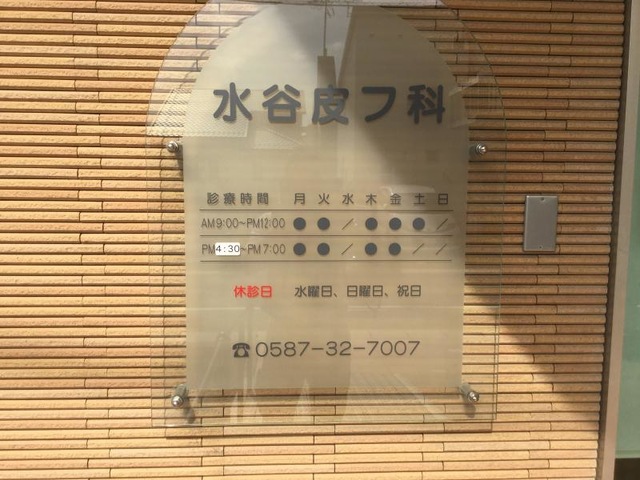 水谷皮フ科
診療時間 月 火 水 木 金 土 日
AM9:00~PM12:00 ● ● / ● ● ● /
PM4:30~PM7:00 ● ● / ● ● / /
休診日 水曜日、日曜日、祝日
☎0587-32-7007